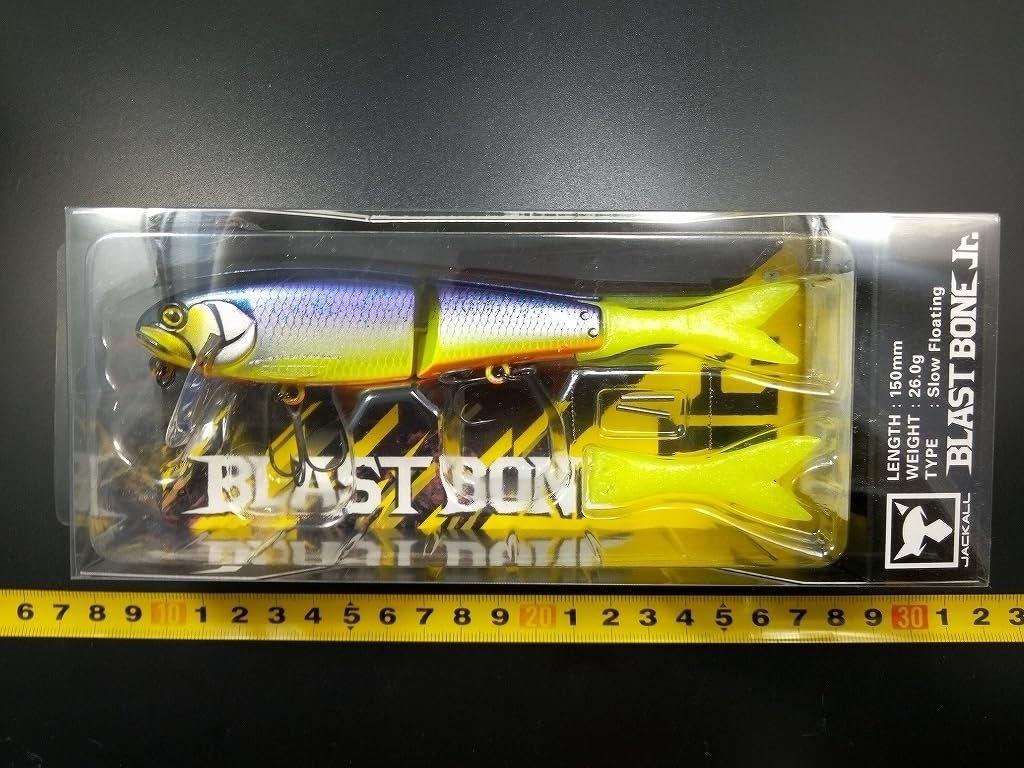 BLAST BON
LENGTH : 150mm
WEIGHT : 26.0g
TYPE : Slow Floating
BLAST BONE Jr.
JACKALL
6 7 8 9 10 1 2 3 4 5 6 7 8 9 20 1 2 3 4 5 6 7 8 9 30 1 2 3